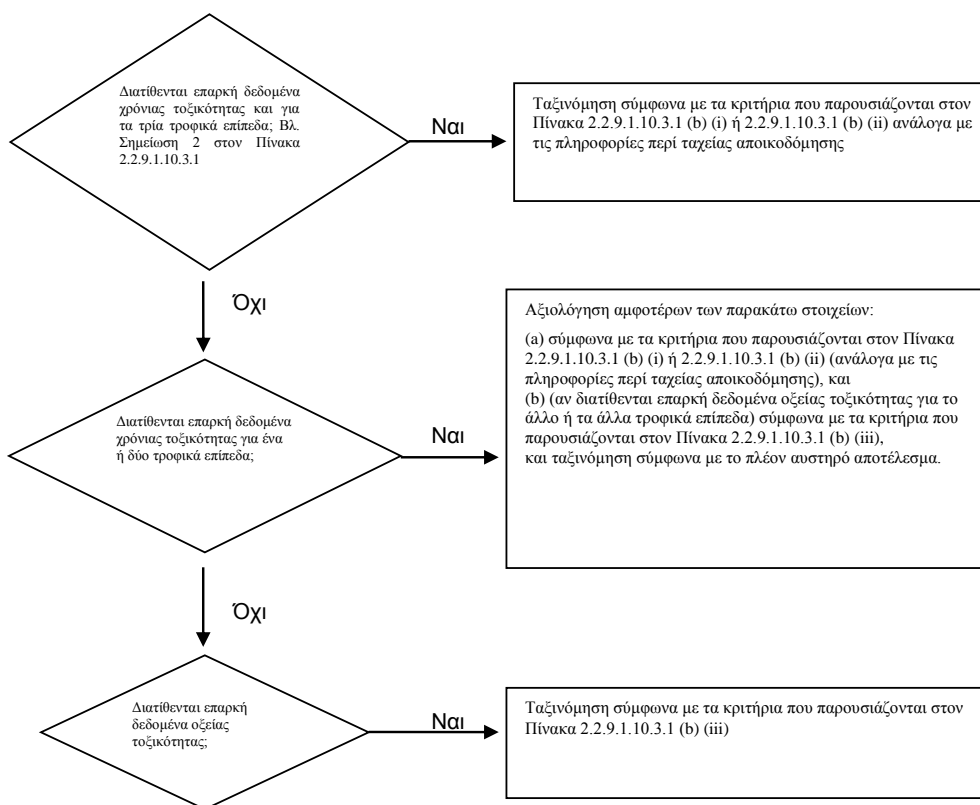 Διατίθενται επαρκή δεδομένα
χρόνιας τοξικότητας και για
τα τρία τροφικά επίπεδα; Βλ.
Σημείωση 2 στον Πίνακα
2.2.9.1.10.3.1
Ναι
Ταξινόμηση σύμφωνα με τα κριτήρια που παρουσιάζονται στον
Πίνακα 2.2.9.1.10.3.1 (b) (i) ή 2.2.9.1.10.3.1 (b) (ii) ανάλογα με
τις πληροφορίες περί ταχείας αποικοδόμησης
Όχι
Διατίθενται επαρκή δεδομένα
χρόνιας τοξικότητας για ένα
ή δύο τροφικά επίπεδα;
Ναι
Αξιολόγηση αμφοτέρων των παρακάτω στοιχείων:
(a) σύμφωνα με τα κριτήρια που παρουσιάζονται στον Πίνακα
2.2.9.1.10.3.1 (b) (i) ή 2.2.9.1.10.3.1 (b) (ii) (ανάλογα με τις
πληροφορίες περί ταχείας αποικοδόμησης), και
(b) (αν διατίθενται επαρκή δεδομένα οξείας τοξικότητας για το
άλλο ή τα άλλα τροφικά επίπεδα) σύμφωνα με τα κριτήρια που
παρουσιάζονται στον Πίνακα 2.2.9.1.10.3.1 (b) (iii),
και ταξινόμηση σύμφωνα με το πλέον αυστηρό αποτέλεσμα.
Όχι
Διατίθενται επαρκή
δεδομένα οξείας
τοξικότητας;
Ναι
Ταξινόμηση σύμφωνα με τα κριτήρια που παρουσιάζονται στον
Πίνακα 2.2.9.1.10.3.1 (b) (iii)